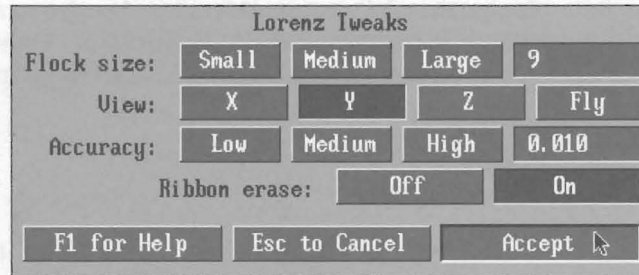 Lorenz Tweaks
Flock size: Small Medium Large 9
View: X Y Z Fly
Accuracy: Low Medium High 0.010
Ribbon erase: Off On
F1 for Help Esc to Cancel Accept